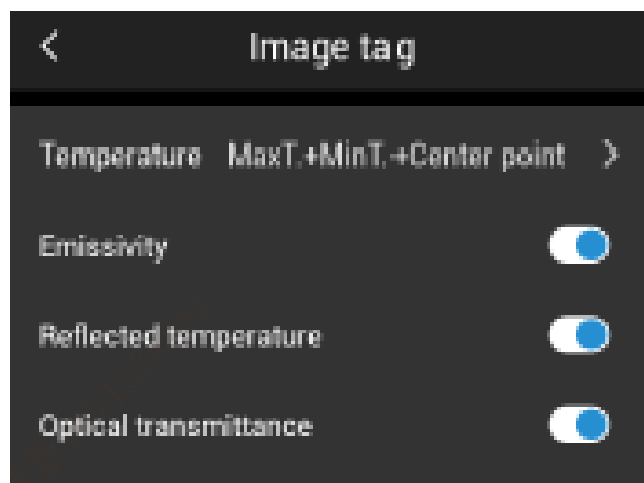 Image tag
Temperature MaxT.+MinT.+Center point
Emissivity
Reflected temperature
Optical transmittance